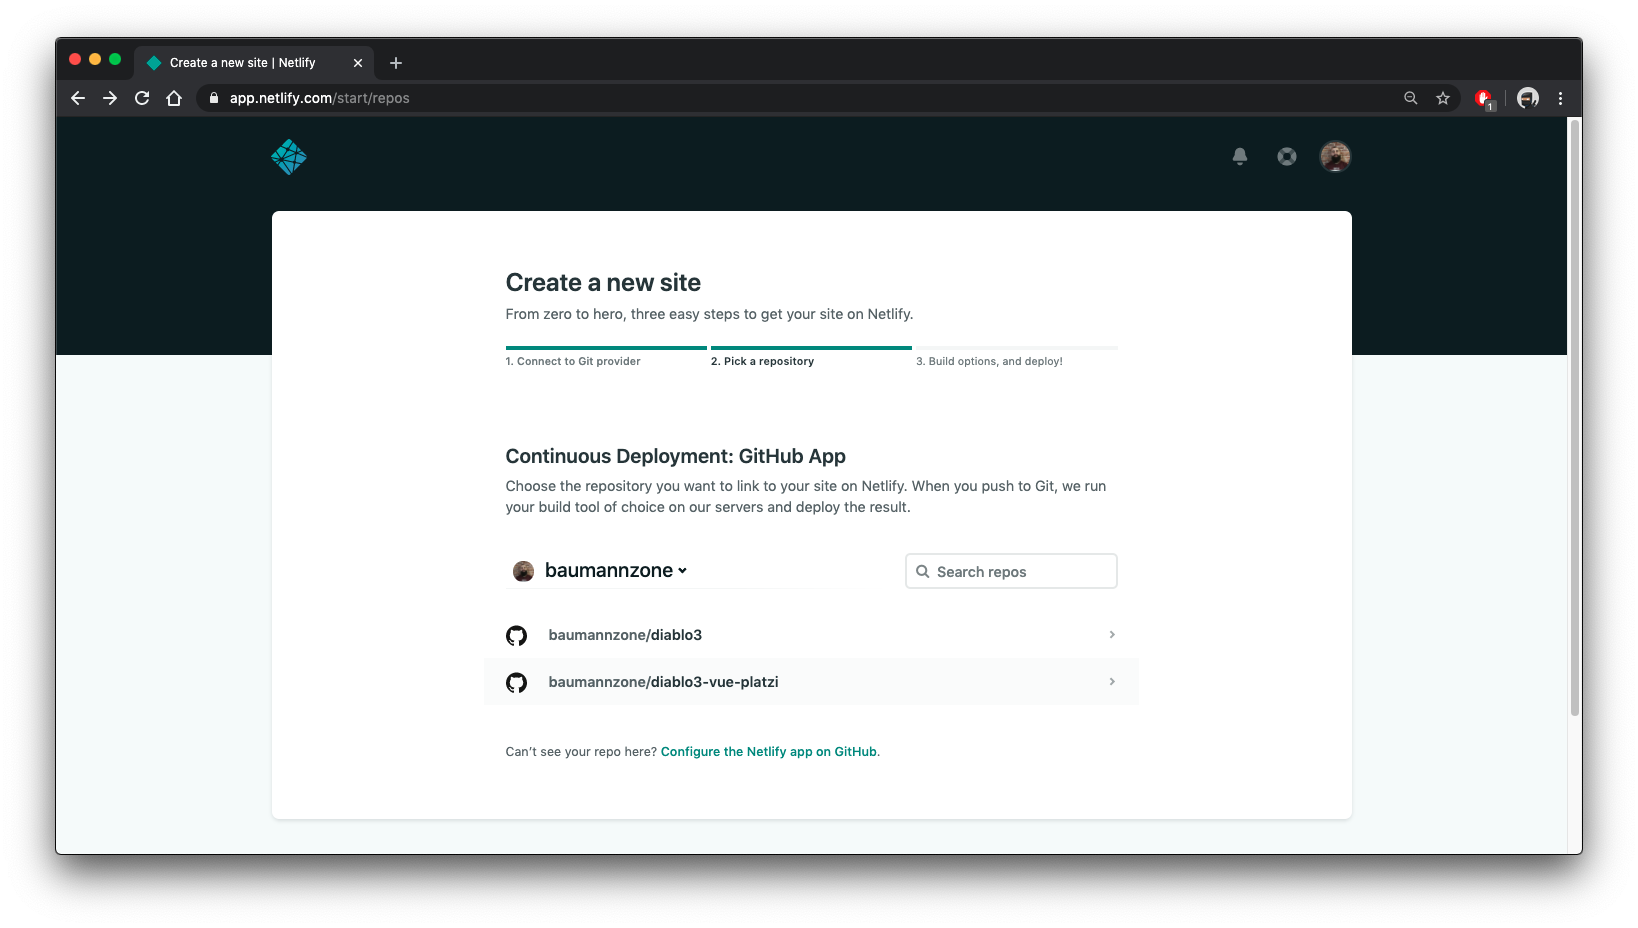 Create a new site | Netlify
app.netlify.com/start/repos
1
Create a new site
From zero to hero, three easy steps to get your site on Netlify.
1. Connect to Git provider
2. Pick a repository
3. Build options, and deploy!
Continuous Deployment: GitHub App
Choose the repository you want to link to your site on Netlify. When you push to Git, we run
your build tool of choice on our servers and deploy the result.
baumannzone
Search repos
baumannzone/diablo3
baumannzone/diablo3-vue-platzi
Can't see your repo here? Configure the Netlify app on GitHub.